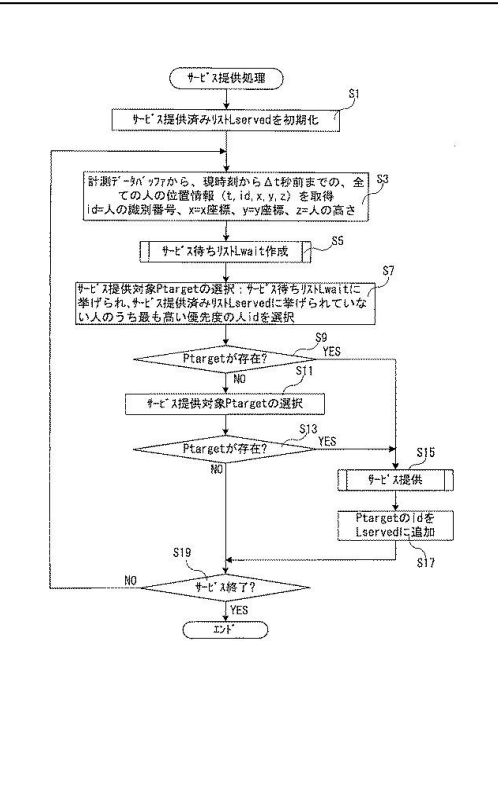 サービス提供処理
S1
サービス提供済みリストLservedを初期化
S3
計測データバッファから、現時刻からΔt秒前までの、全
ての人の位置情報（t,id,x,y,z）を取得
id=人の識別番号、x=x座標、y=y座標、z=人の高さ
S5
サービス待ちリストLwait作成
S7
サービス提供対象Ptargetの選択：サービス待ちリストLwaitに
挙げられ、サービス提供済みリストLservedに挙げられていな
い人のうち最も高い優先度の人idを選択
S9
Ptargetが存在?
YES
NO
S11
サービス提供対象Ptargetの選択
S13
Ptargetが存在?
YES
NO
S15
サービス提供
Ptargetのidを
Lservedに追加
S17
S19
サービス終了?
NO
YES
エンド